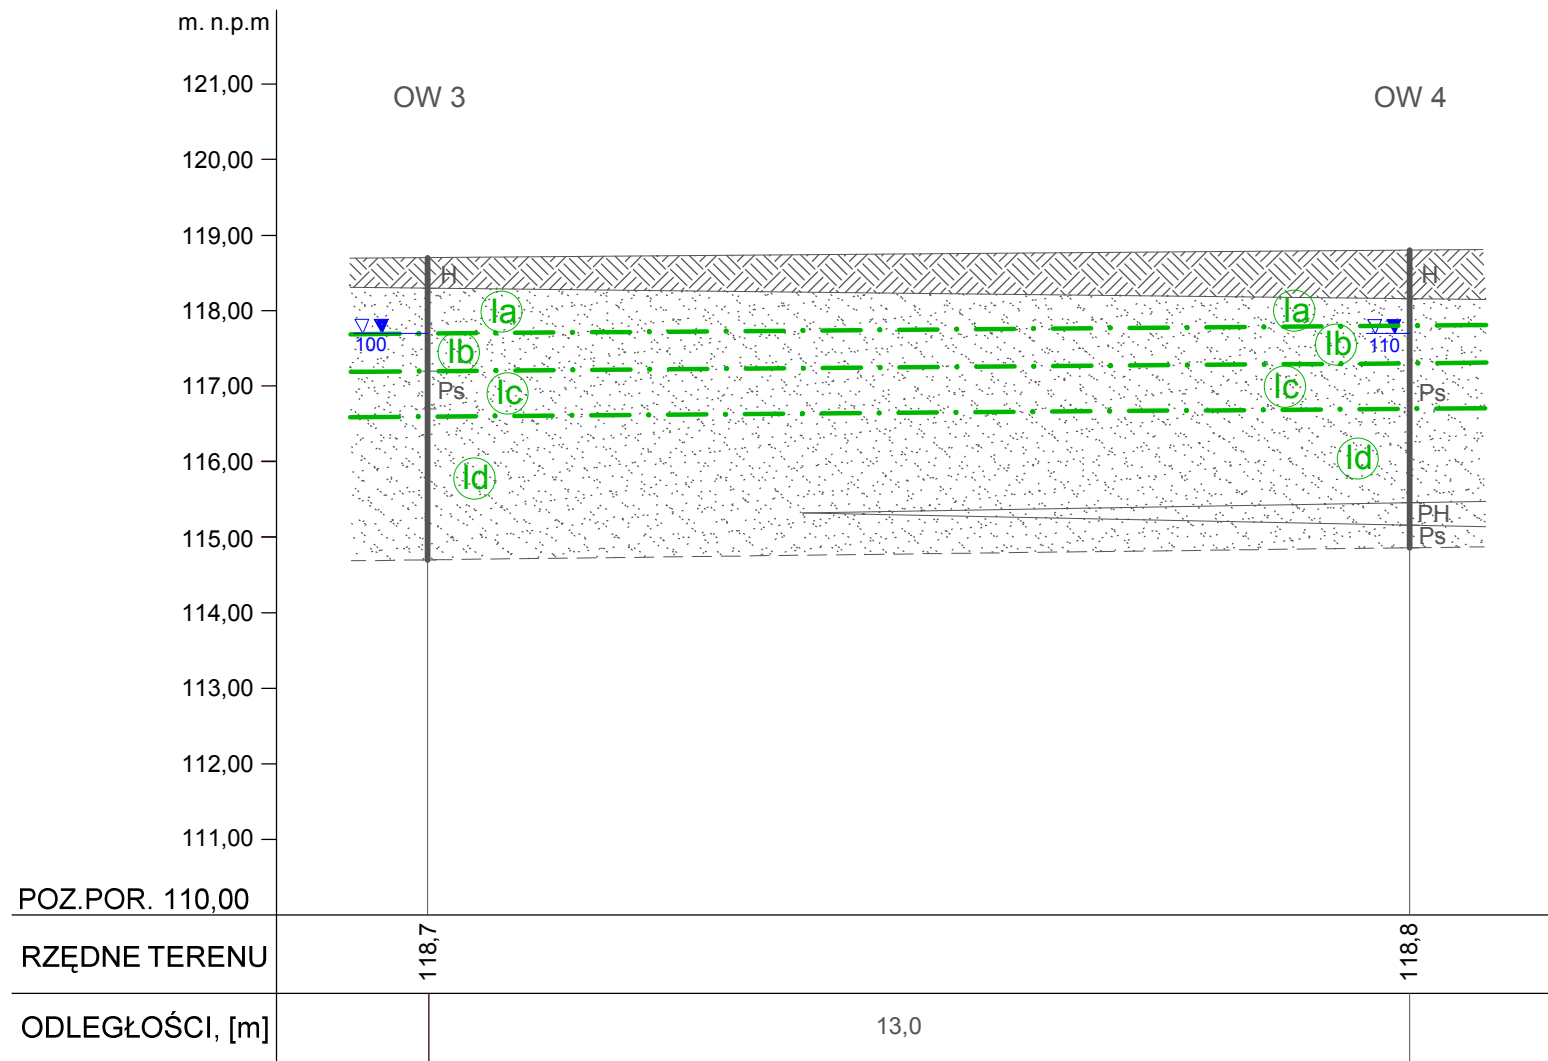 m. n.p.m
121,00
OW 3 OW 4
120,00
119,00
H H
118,00
Ia Ia
100 Ib Ib 110
117,00
Ps Ic Ic Ps
116,00
Id Id
PH
115,00
Ps
114,00
113,00
112,00
111,00
POZ.POR. 110,00
RZĘDNE TERENU 118,7 118,8
ODLEGŁOŚCI, [m] 13,0